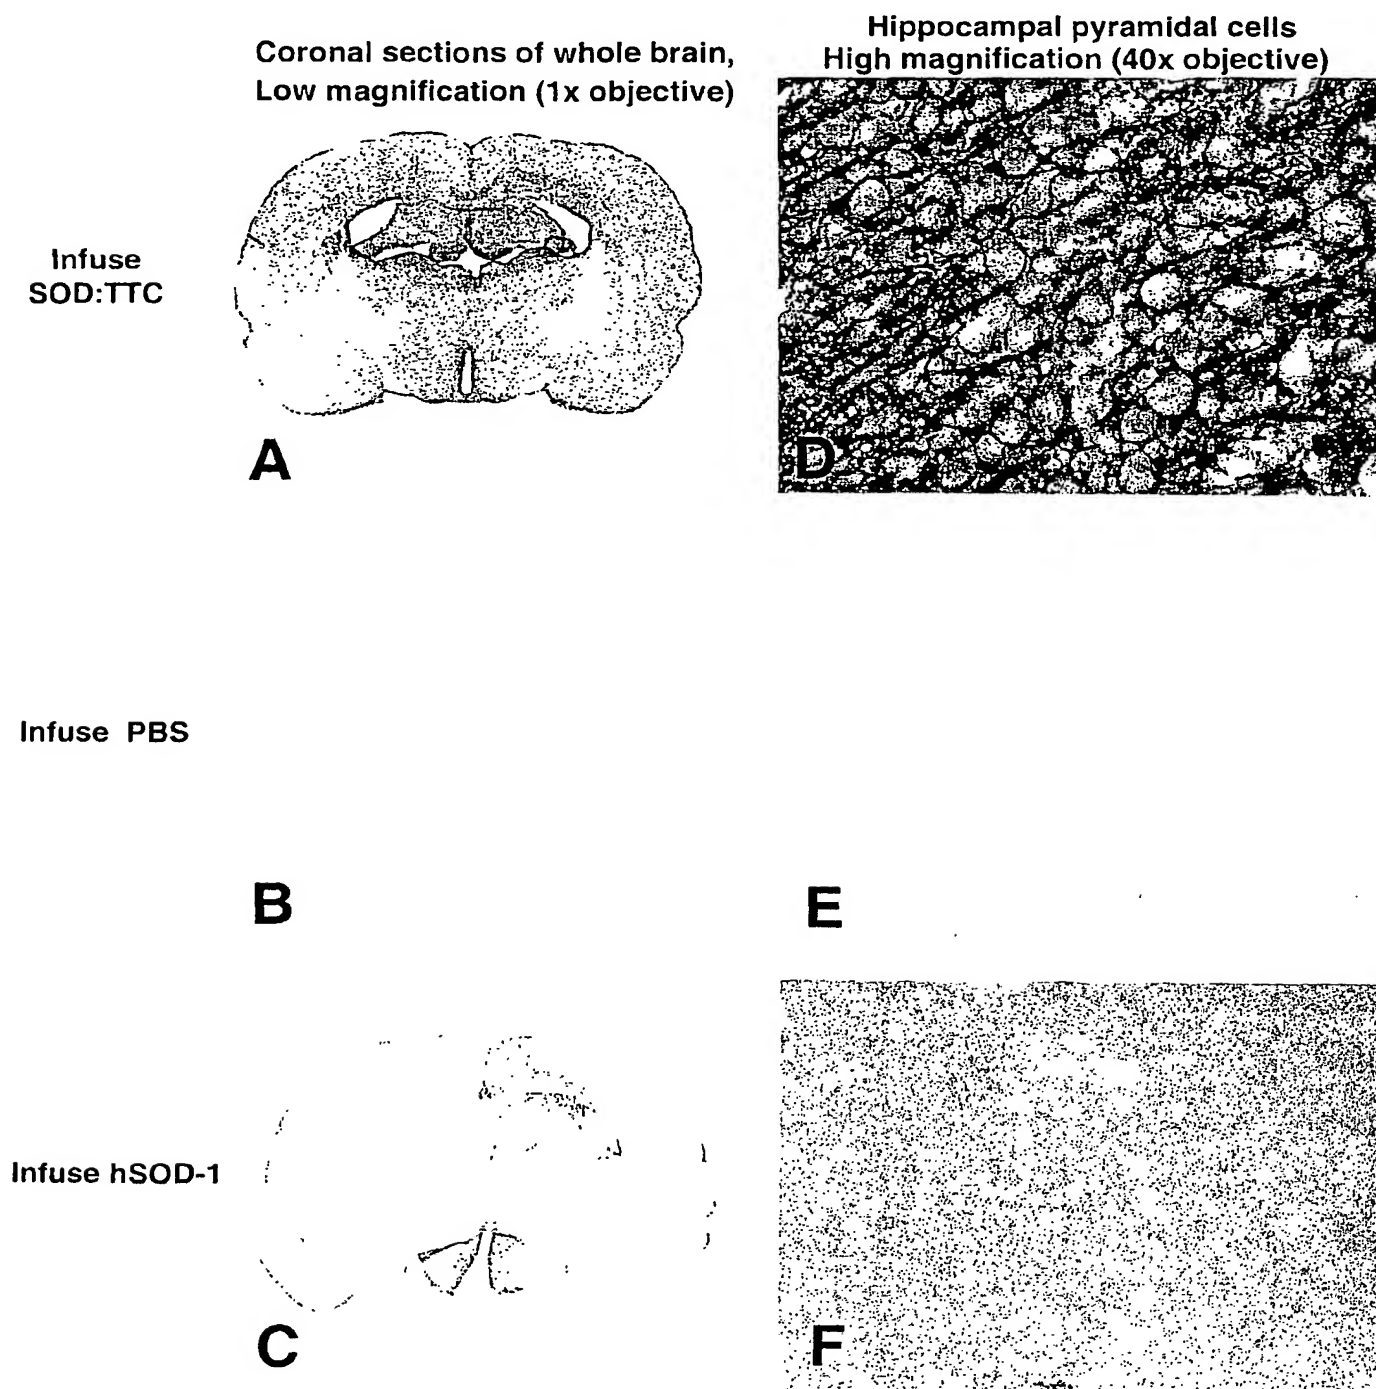 Coronal sections of whole brain,
Low magnification (1x objective)
Hippocampal pyramidal cells
High magnification (40x objective)
Infuse
SOD:TTC
A
D
Infuse PBS
B
E
Infuse hSOD-1
C
F